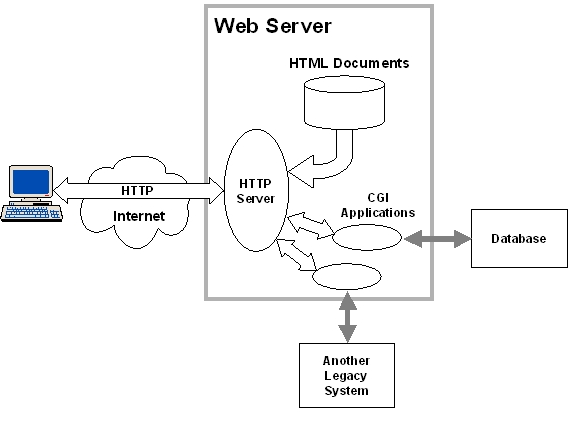 Web Server
HTML Documents
HTTP
Internet
HTTP
Server
CGI
Applications
Database
Another
Legacy
System